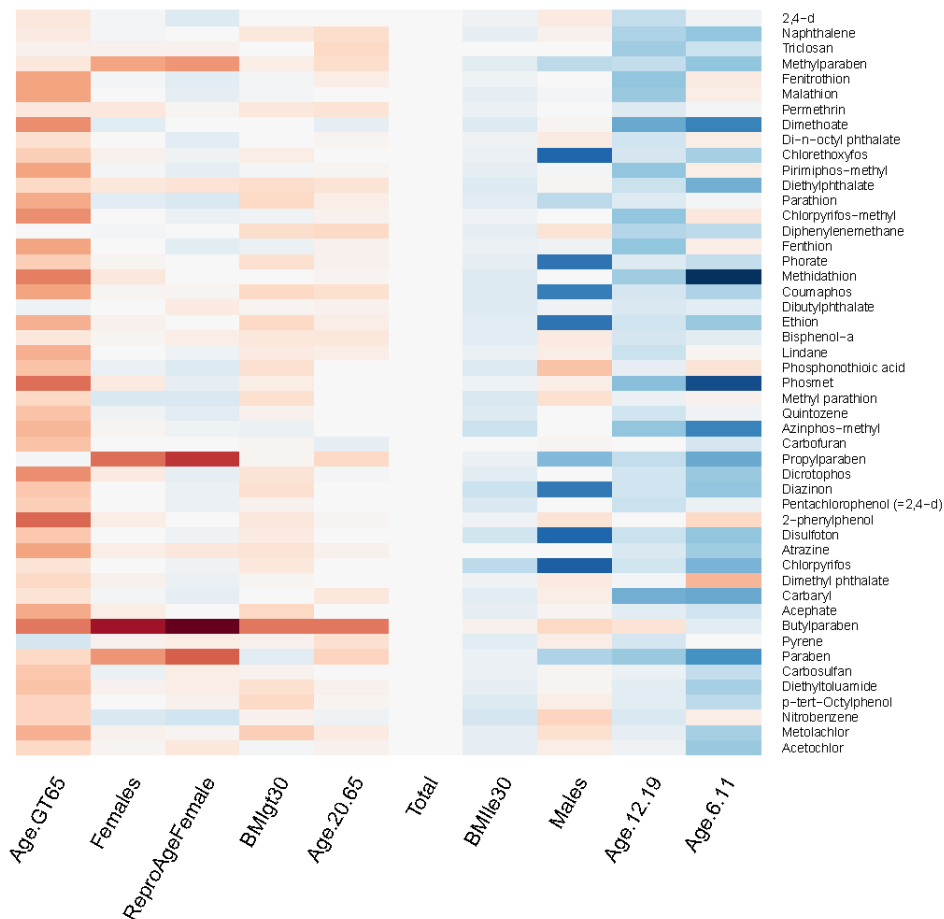 2,4−d
Naphthalene
Triclosan
Methylparaben
Fenitrothion
Malathion
Permethrin
Dimethoate
Di−n−octyl phthalate
Chlorethoxyfos
Pirimiphos−methyl
Diethylphthalate
Parathion
Chlorpyrifos−methyl
Diphenylenemethane
Fenthion
Phorate
Methidathion
Coumaphos
Dibutylphthalate
Ethion
Bisphenol−a
Lindane
Phosphonothioic acid
Phosmet
Methyl parathion
Quintozene
Azinphos−methyl
Carbofuran
Propylparaben
Dicrotophos
Diazinon
Pentachlorophenol (=2,4−d)
2−phenylphenol
Disulfoton
Atrazine
Chlorpyrifos
Dimethyl phthalate
Carbaryl
Acephate
Butylparaben
Pyrene
Paraben
Carbosulfan
Diethyltoluamide
p−tert−Octylphenol
Nitrobenzene
Metolachlor
Acetochlor
Age.GT65
Females
ReproAgeFemale
BMIgt30
Age.20.65
Total
BMIle30
Males
Age.12.19
Age.6.11